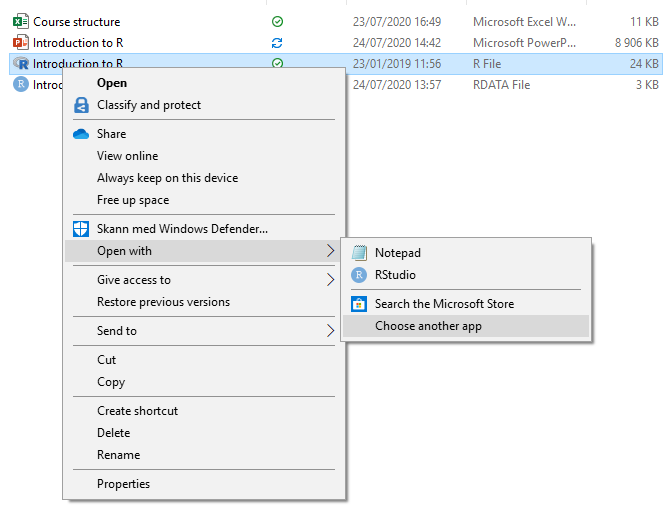 Course structure 23/07/2020 16:49 Microsoft Excel W... 11 KB
Introduction to R 24/07/2020 14:42 Microsoft PowerP... 8 906 KB
Introduction to R 23/01/2019 11:56 R File 24 KB
Introd 24/07/2020 13:57 RDATA File 3 KB
Open
Classify and protect
Share
View online
Always keep on this device
Free up space
Skann med Windows Defender...
Open with
Give access to
Restore previous versions
Send to
Cut
Copy
Create shortcut
Delete
Rename
Properties
Notepad
RStudio
Search the Microsoft Store
Choose another app